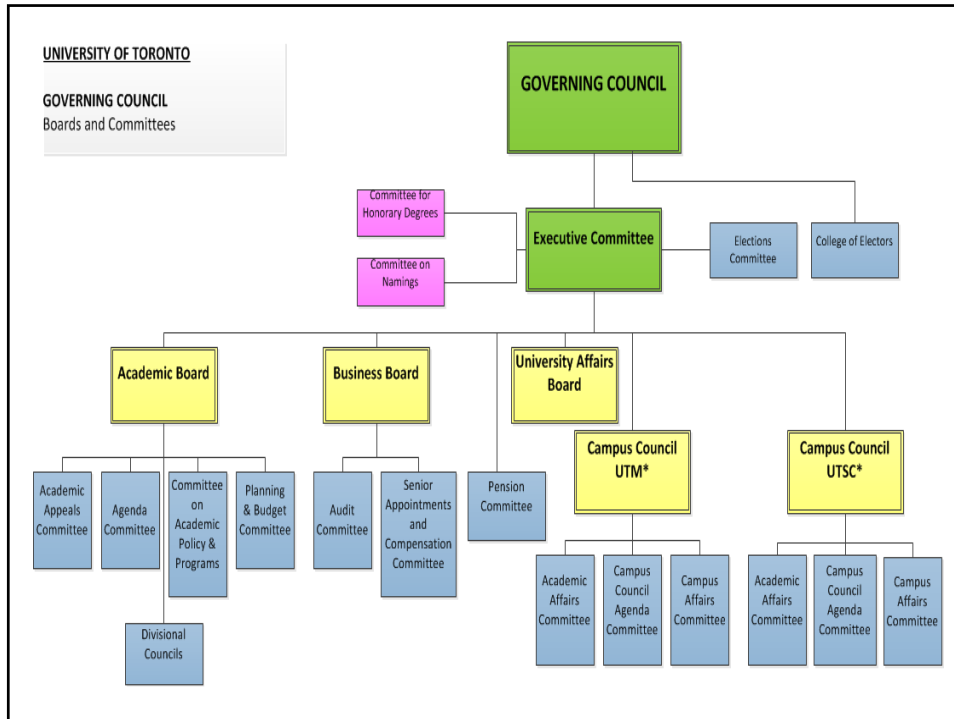 UNIVERSITY OF TORONTO
GOVERNING COUNCIL
Boards and Committees
GOVERNING COUNCIL
Committee for
Honorary Degrees
Executive Committee
Elections
Committee
College of Electors
Committee on
Namings
Academic Board
Business Board
University Affairs
Board
Campus Council
UTM*
Campus Council
UTSC*
Academic
Appeals
Committee
Agenda
Committee
Committee
on
Academic
Policy &
Programs
Planning
& Budget
Committee
Audit
Committee
Senior
Appointments
and
Compensation
Committee
Pension
Committee
Academic
Affairs
Committee
Campus
Council
Agenda
Committee
Campus
Affairs
Committee
Academic
Affairs
Committee
Campus
Council
Agenda
Committee
Campus
Affairs
Committee
Divisional
Councils